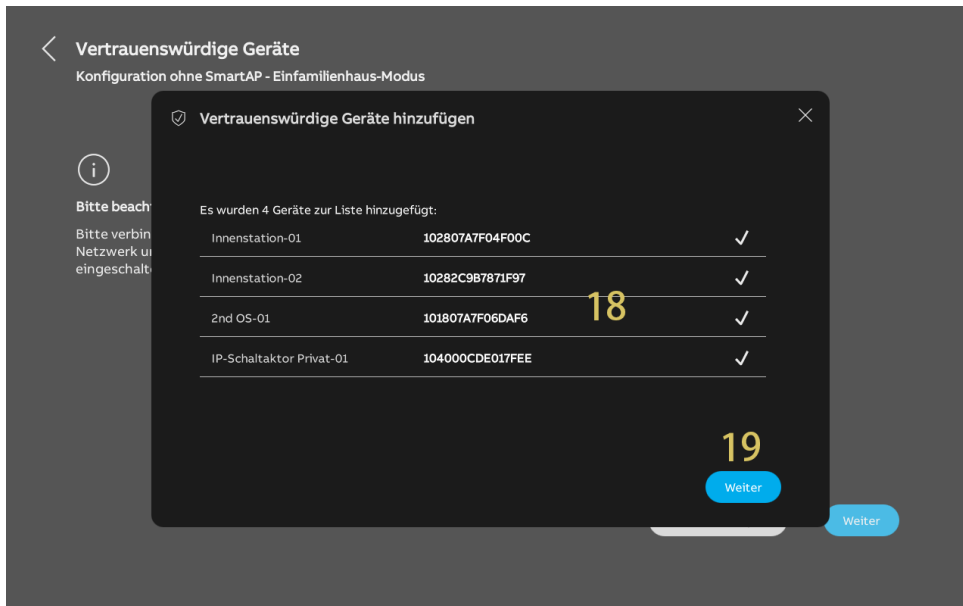 Vertrauenswürdige Geräte
Konfiguration ohne SmartAP - Einfamilienhaus-Modus
Vertrauenswürdige Geräte hinzufügen
Bitte beach
Bitte verbin
Netzwerk
eingeschalt
Es wurden 4 Geräte zur Liste hinzugefügt:
Innenstation-01 102807A7F04F00C
Innenstation-02 10282C9B7871F97
18
2nd OS-01 101807A7F06DAF6
IP-Schaltaktor Privat-01 104000CDE017FEE
19
Weiter
Weiter